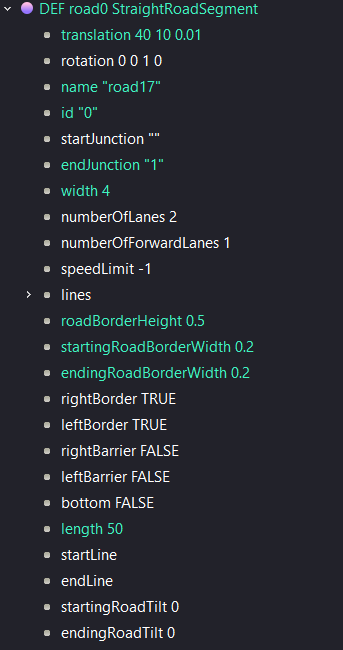 DEF road0 StraightRoadSegment
translation 40 10 0.01
rotation 0 0 1 0
name "road17"
id "0"
startJunction ""
endJunction "1"
width 4
numberOfLanes 2
numberOfForwardLanes 1
speedLimit -1
lines
roadBorderHeight 0.5
startingRoadBorderWidth 0.2
endingRoadBorderWidth 0.2
rightBorder TRUE
leftBorder TRUE
rightBarrier FALSE
leftBarrier FALSE
bottom FALSE
length 50
startLine
endLine
startingRoadTilt 0
endingRoadTilt 0